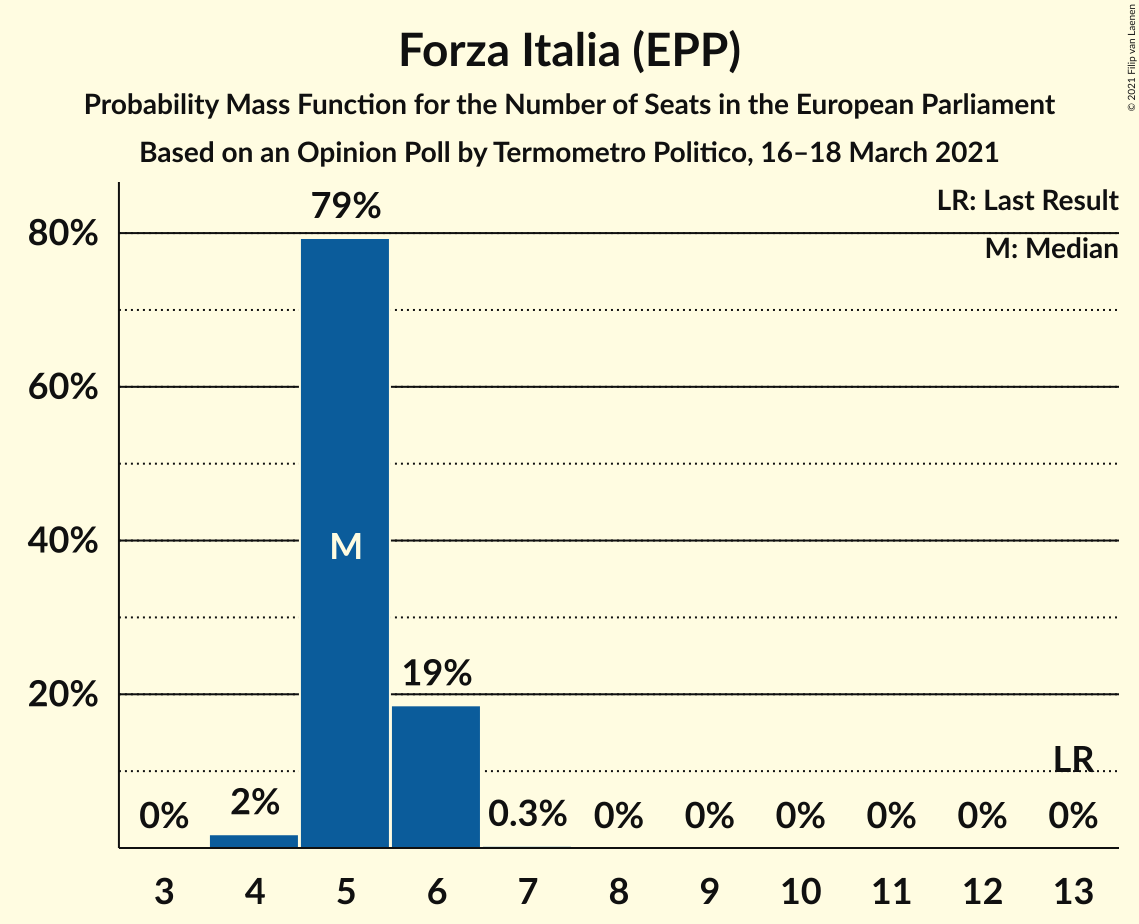 Forza Italia (EPP)
Probability Mass Function for the Number of Seats in the European Parliament
Based on an Opinion Poll by Termometro Politico, 16–18 March 2021
© 2021 Filip van Laenen
LR: Last Result
M: Median
80%
60%
40%
20%
0%
2%
79%
M
19%
0.3%
0%
0%
0%
0%
0%
LR
0%
3 4 5 6 7 8 9 10 11 12 13